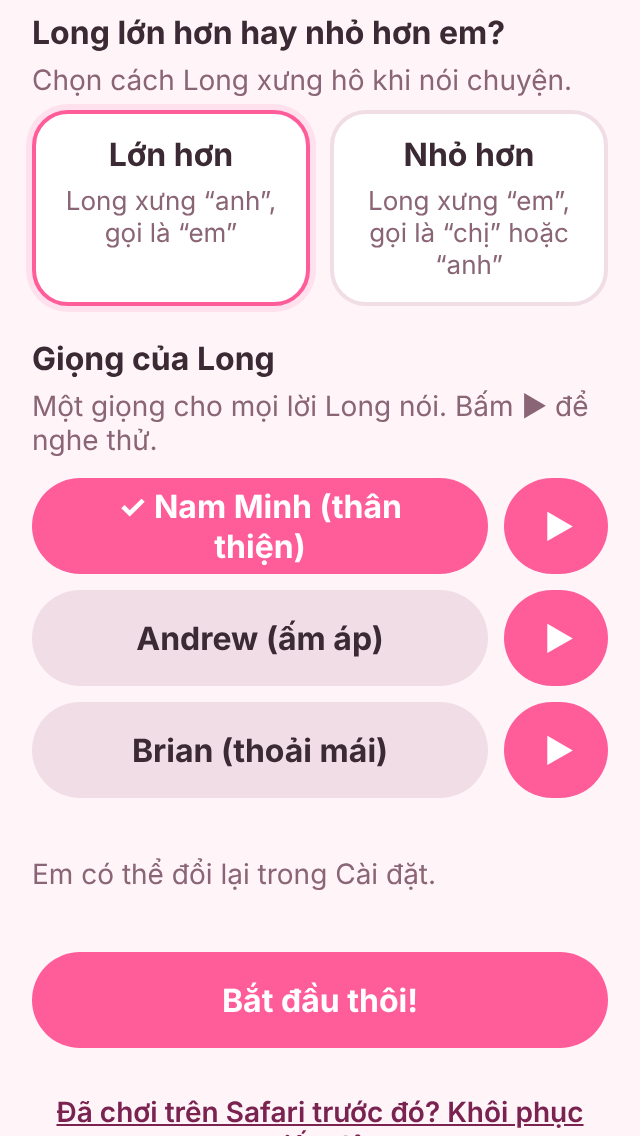 Long lớn hơn hay nhỏ hơn em?
Chọn cách Long xưng hô khi nói chuyện.
Lớn hơn
Long xưng “anh”,
gọi là “em”
Nhỏ hơn
Long xưng “em”,
gọi là “chị” hoặc
“anh”
Giọng của Long
Một giọng cho mọi lời Long nói. Bấm ▶ để
nghe thử.
✓ Nam Minh (thân
thiện)
Andrew (ấm áp)
Brian (thoải mái)
Em có thể đổi lại trong Cài đặt.
Bắt đầu thôi!
Đã chơi trên Safari trước đó? Khôi phục